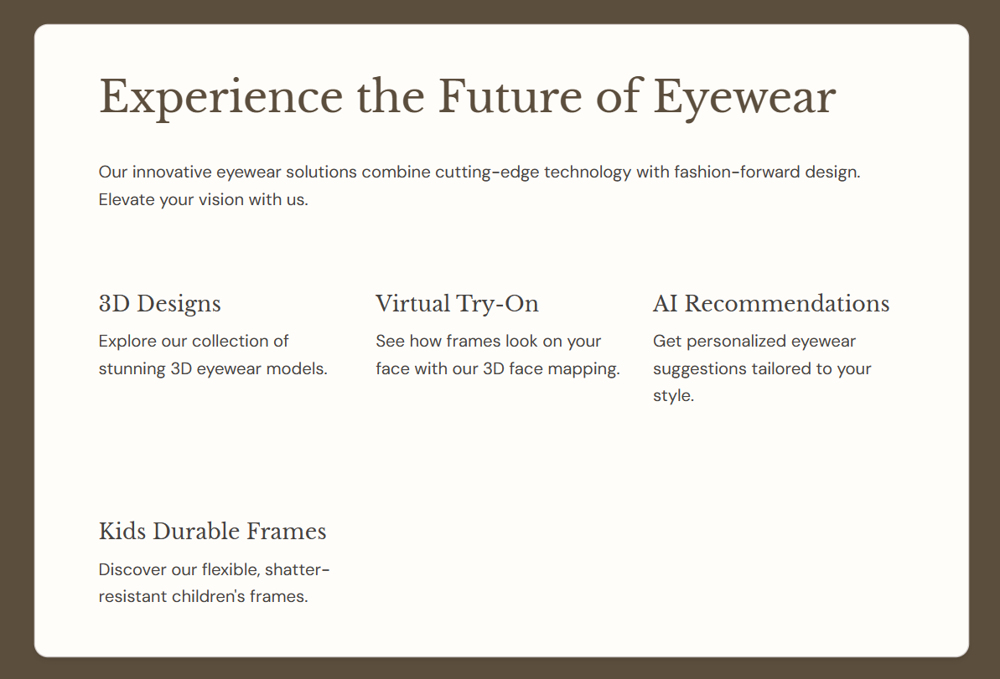 Experience the Future of Eyewear
Our innovative eyewear solutions combine cutting-edge technology with fashion-forward design.
Elevate your vision with us.
3D Designs
Explore our collection of
stunning 3D eyewear models.
Virtual Try-On
See how frames look on your
face with our 3D face mapping.
AI Recommendations
Get personalized eyewear
suggestions tailored to your
style.
Kids Durable Frames
Discover our flexible, shatter-
resistant children's frames.